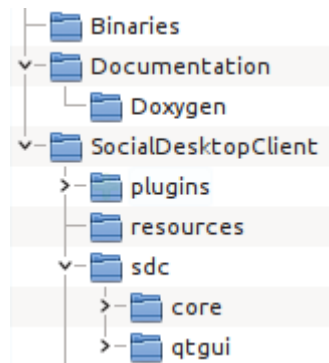 Binaries
Documentation
Doxygen
SocialDesktopClient
plugins
resources
sdc
core
qtgui